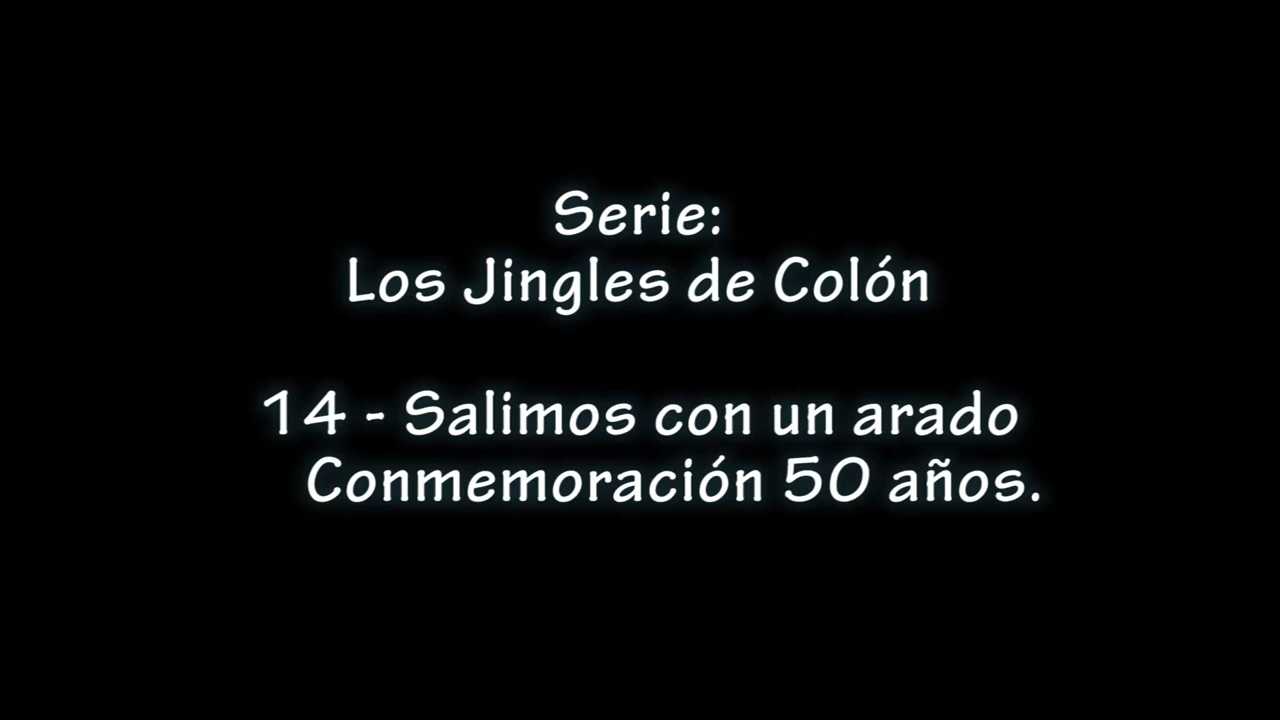 Serie:
Los Jingles de Colón
14 - Salimos con un arado
Conmemoración 50 años.